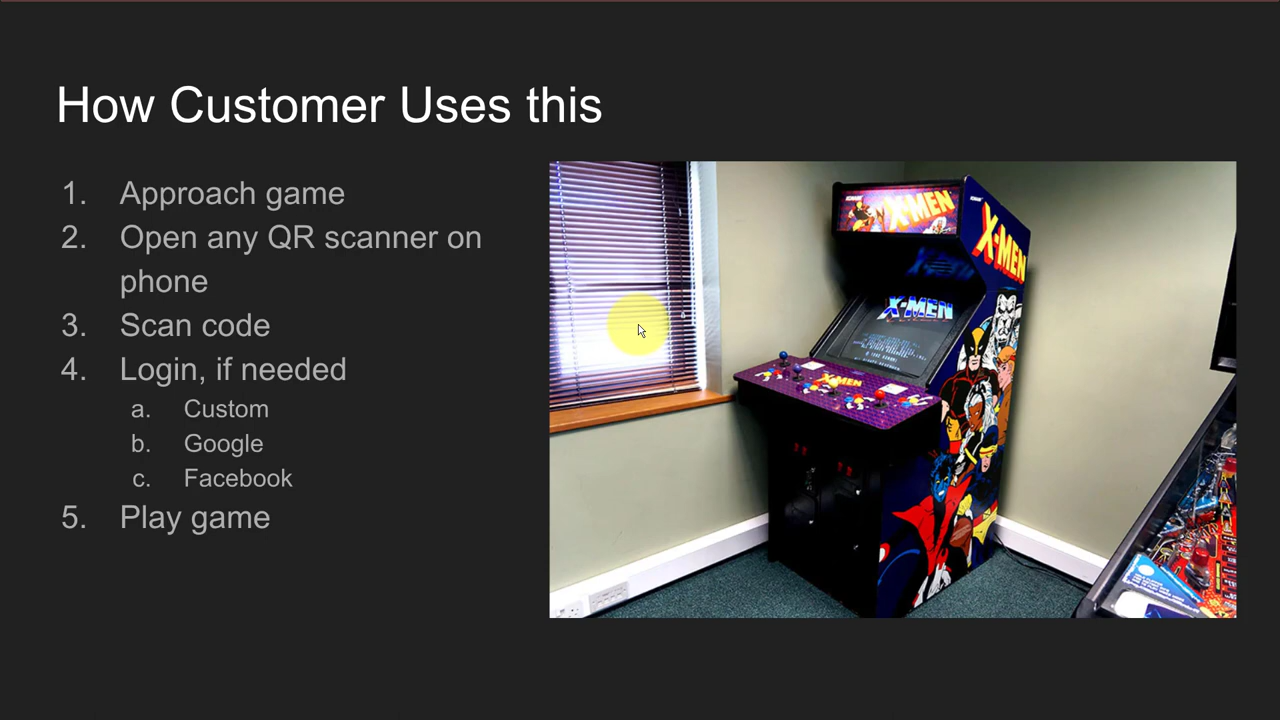 How Customer Uses this
1. Approach game
2. Open any QR scanner on
phone
3. Scan code
4. Login, if needed
a. Custom
b. Google
c. Facebook
5. Play game
X-MEN
X-MEN
X-MEN
X-MEN